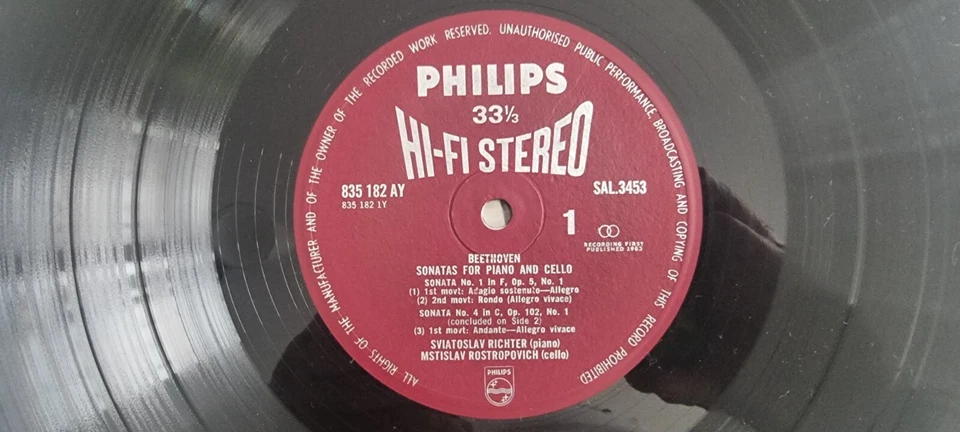 ALL RIGHTS OF THE MANUFACTURER AND OF THE OWNER OF THE RECORDED WORK RESERVED. UNAUTHORISED PUBLIC PERFORMANCE, BROADCASTING AND COPYING OF THIS RECORD PROHIBITED
PHILIPS
33⅓
HI-FI STEREO
835 182 AY
SAL.3453
835 182 1Y
1
RECORDING FIRST
PUBLISHED 1963
BEETHOVEN
SONATAS FOR PIANO AND CELLO
SONATA No. 1 in F, Op. 5, No. 1
(1) 1st movt: Adagio sostenuto—Allegro
(2) 2nd movt: Rondo (Allegro vivace)
SONATA No. 4 in C, Op. 102, No. 1
(concluded on Side 2)
(3) 1st movt: Andante—Allegro vivace
SVIATOSLAV RICHTER (piano)
MSTISLAV ROSTROPOVICH (cello)
PHILIPS